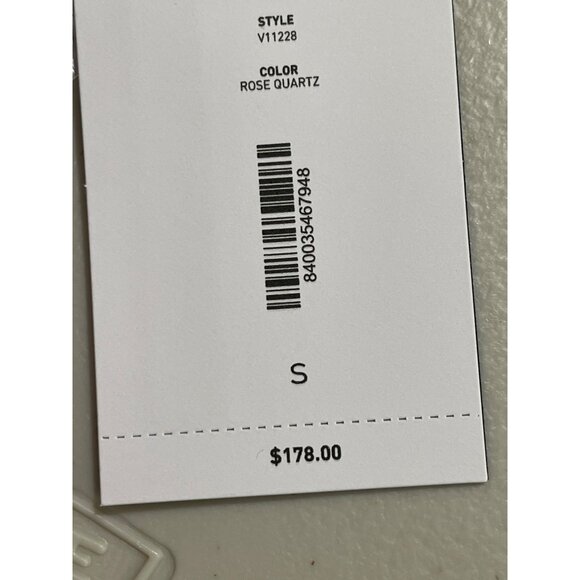 STYLE
V11228
COLOR
ROSE QUARTZ
840035467948
S
$178.00